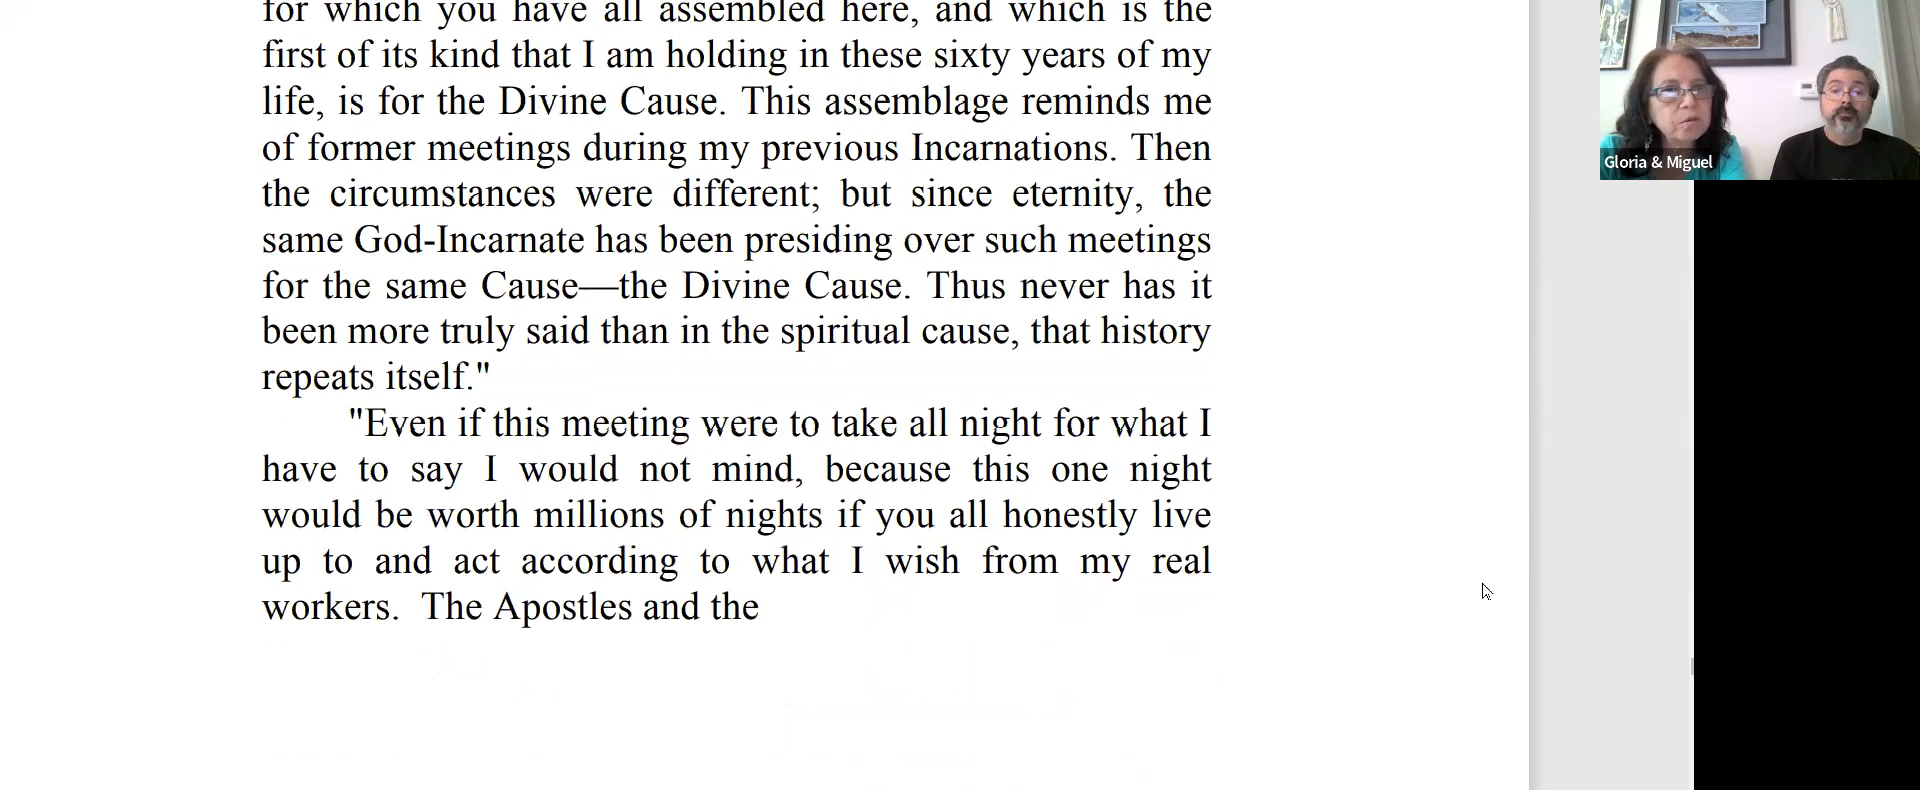 for which you have all assembled here, and which is the
first of its kind that I am holding in these sixty years of my
life, is for the Divine Cause. This assemblage reminds me
of former meetings during my previous Incarnations. Then
the circumstances were different; but since eternity, the
same God-Incarnate has been presiding over such meetings
for the same Cause—the Divine Cause. Thus never has it
been more truly said than in the spiritual cause, that history
repeats itself."
"Even if this meeting were to take all night for what I
have to say I would not mind, because this one night
would be worth millions of nights if you all honestly live
up to and act according to what I wish from my real
workers. The Apostles and the
Gloria & Miguel